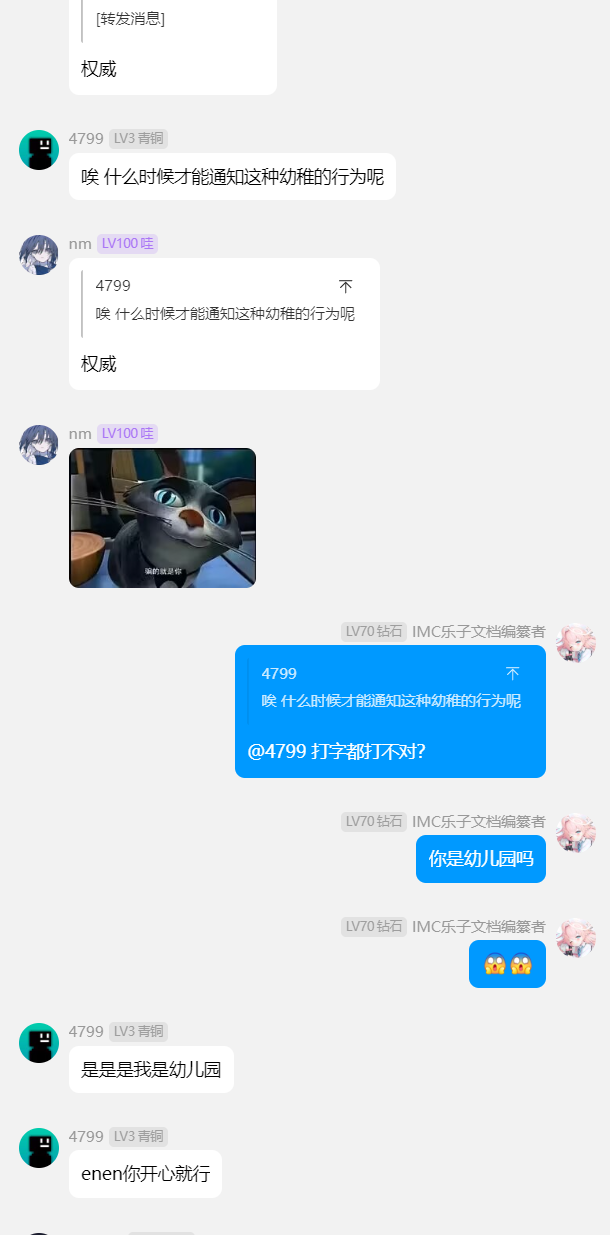 [转发消息]
权威
4799 LV3 青铜
唉 什么时候才能通知这种幼稚的行为呢
nm LV100 哇
4799
唉 什么时候才能通知这种幼稚的行为呢
权威
nm LV100 哇
骗的就是你
LV70 钻石 IMC乐子文档编纂者
4799
唉 什么时候才能通知这种幼稚的行为呢
@4799 打字都打不对?
LV70 钻石 IMC乐子文档编纂者
你是幼儿园吗
LV70 钻石 IMC乐子文档编纂者
😱😱
4799 LV3 青铜
是是是我是幼儿园
4799 LV3 青铜
enen你开心就行